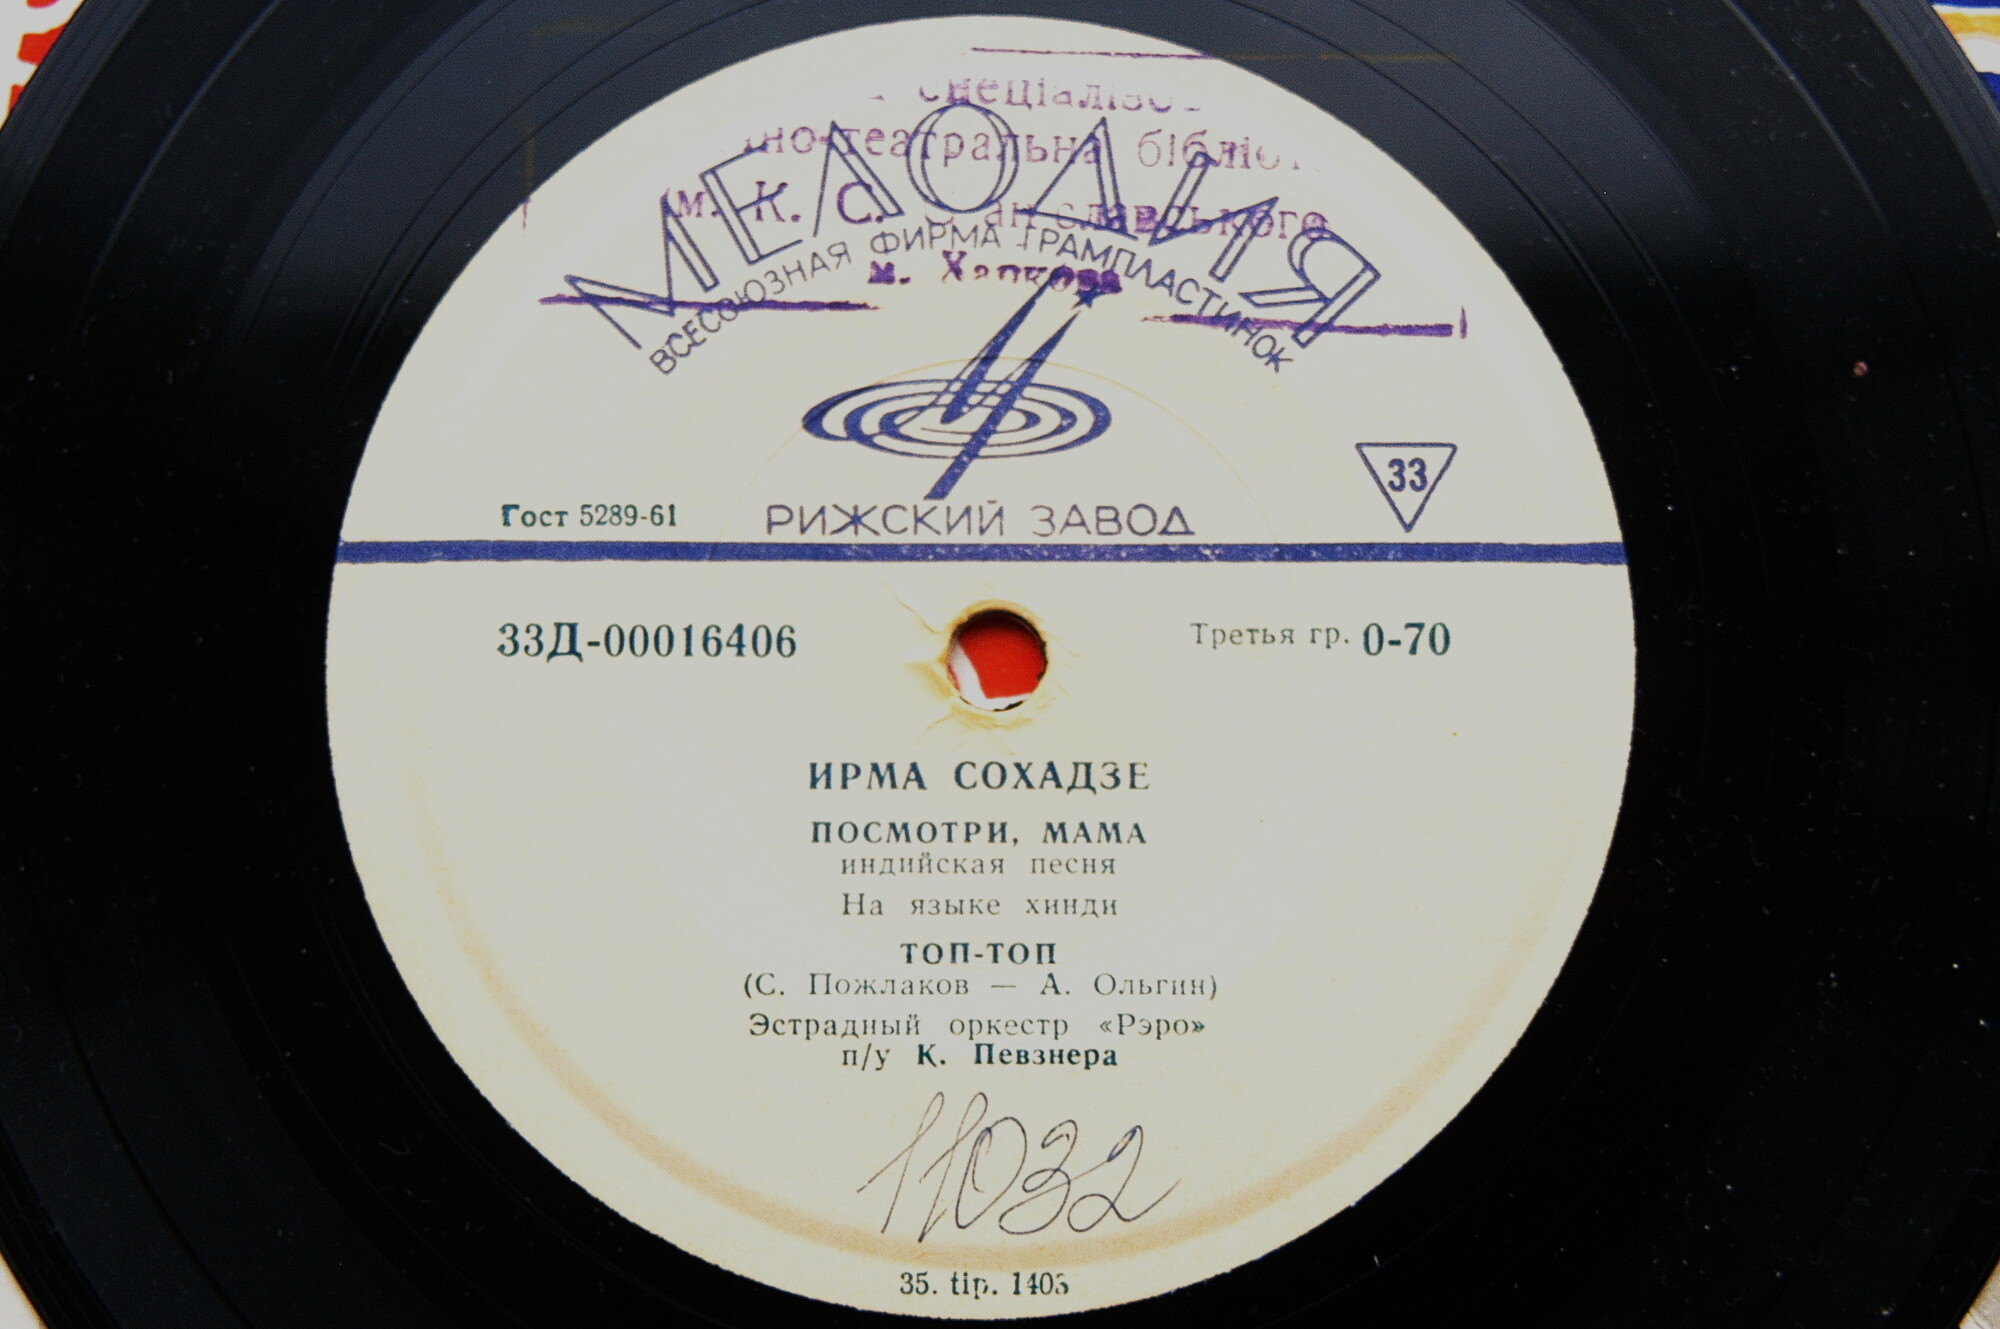 театральна
м. К. С.
МЕЛОДИЯ
ВСЕСОЮЗНАЯ ФИРМА ГРАМПЛАСТИНОК
м. Харкова
33
Гост 5289-61
РИЖСКИЙ ЗАВОД
33Д-00016406
Третья гр. 0-70
ИРМА СОХАДЗЕ
ПОСМОТРИ, МАМА
индийская песня
На языке хинди
ТОП-ТОП
(С. Пожлаков — А. Ольгин)
Эстрадный оркестр «Рэро»
п/у К. Певзнера
11032
35. tip.